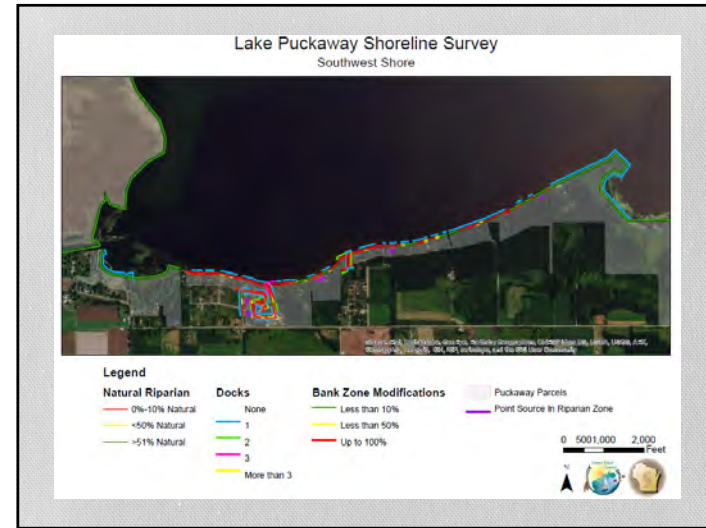 Lake Puckaway Shoreline Survey
Southwest Shore
Legend
Natural Riparian
0%-10% Natural
<50% Natural
>51% Natural
Docks
None
1
2
3
More than 3
Bank Zone Modifications
Less than 10%
Less than 50%
Up to 100%
Puckaway Parcels
Point Source In Riparian Zone
0 5001,000 2,000
Feet